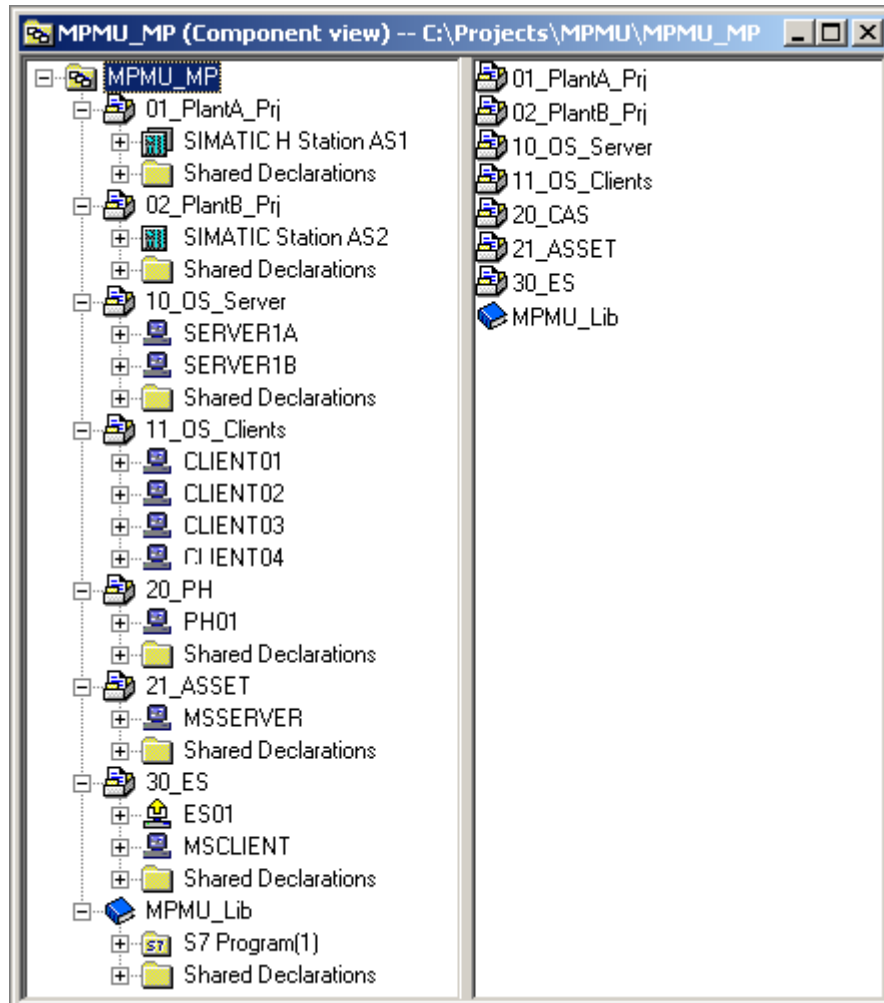 MPMU_MP (Component view) -- C:\Projects\MPMU\MPMU_MP
MPMU_MP
01_PlantA_Prj
SIMATIC H Station AS1
Shared Declarations
02_PlantB_Prj
SIMATIC Station AS2
Shared Declarations
10_OS_Server
SERVER1A
SERVER1B
Shared Declarations
11_OS_Clients
CLIENT01
CLIENT02
CLIENT03
CLIENT04
20_PH
PH01
Shared Declarations
21_ASSET
MSSERVER
Shared Declarations
30_ES
ES01
MSCLIENT
Shared Declarations
MPMU_Lib
S7 Program(1)
Shared Declarations
01_PlantA_Prj
02_PlantB_Prj
10_OS_Server
11_OS_Clients
20_CAS
21_ASSET
30_ES
MPMU_Lib